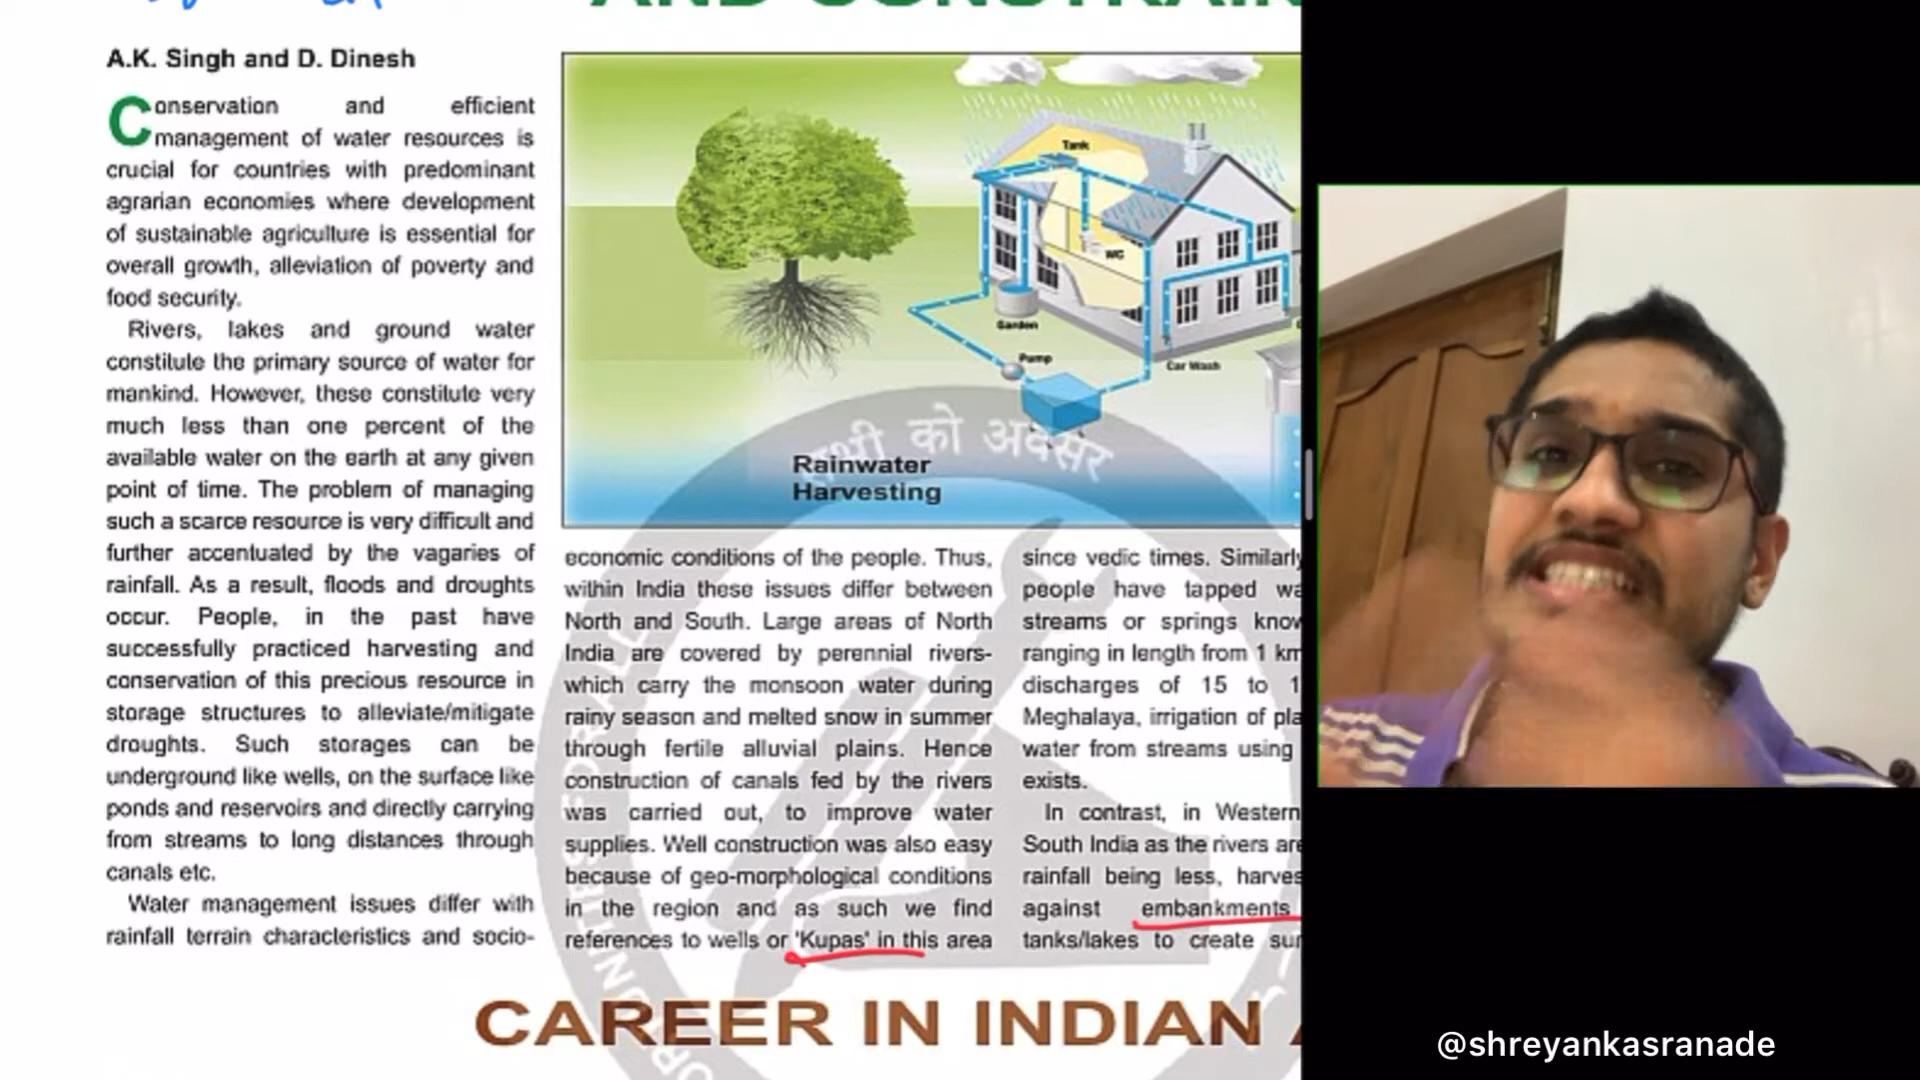 AND CONSTRAIN
A.K. Singh and D. Dinesh
Conservation and efficient
management of water resources is
crucial for countries with predominant
agrarian economies where development
of sustainable agriculture is essential for
overall growth, alleviation of poverty and
food security.
Rivers, lakes and ground water
constitute the primary source of water for
mankind. However, these constitute very
much less than one percent of the
available water on the earth at any given
point of time. The problem of managing
such a scarce resource is very difficult and
further accentuated by the vagaries of
rainfall. As a result, floods and droughts
occur. People, in the past have
successfully practiced harvesting and
conservation of this precious resource in
storage structures to alleviate/mitigate
droughts. Such storages can be
underground like wells, on the surface like
ponds and reservoirs and directly carrying
from streams to long distances through
canals etc.
Water management issues differ with
rainfall terrain characteristics and socio-
Tank
WC
Garden
Pump
Car Wash
को अवसर
Rainwater
Harvesting
economic conditions of the people. Thus,
within India these issues differ between
North and South. Large areas of North
India are covered by perennial rivers-
which carry the monsoon water during
rainy season and melted snow in summer
through fertile alluvial plains. Hence
construction of canals fed by the rivers
was carried out, to improve water
supplies. Well construction was also easy
because of geo-morphological conditions
in the region and as such we find
references to wells or 'Kupas' in this area
since vedic times. Similarly
people have tapped wa
streams or springs know
ranging in length from 1 km
discharges of 15 to 1
Meghalaya, irrigation of pla
water from streams using
exists.
In contrast, in Western
South India as the rivers are
rainfall being less, harves
against embankments
tanks/lakes to create sur
CAREER IN INDIAN
@shreyankasranade